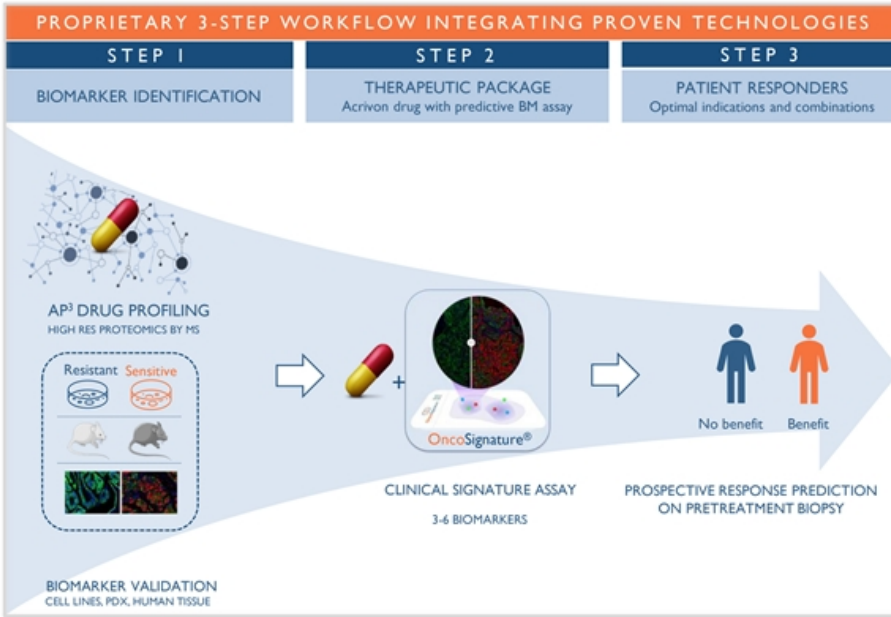 PROPRIETARY 3-STEP WORKFLOW INTEGRATING PROVEN TECHNOLOGIES
STEP 1
BIOMARKER IDENTIFICATION
STEP 2
THERAPEUTIC PACKAGE
Acrivon drug with predictive BM assay
STEP 3
PATIENT RESPONDERS
Optimal indications and combinations
AP³ DRUG PROFILING
HIGH RES PROTEOMICS BY MS
Resistant Sensitive
BIOMARKER VALIDATION
CELL LINES, PDX, HUMAN TISSUE
+
OncoSignature®
CLINICAL SIGNATURE ASSAY
3-6 BIOMARKERS
No benefit Benefit
PROSPECTIVE RESPONSE PREDICTION
ON PRETREATMENT BIOPSY